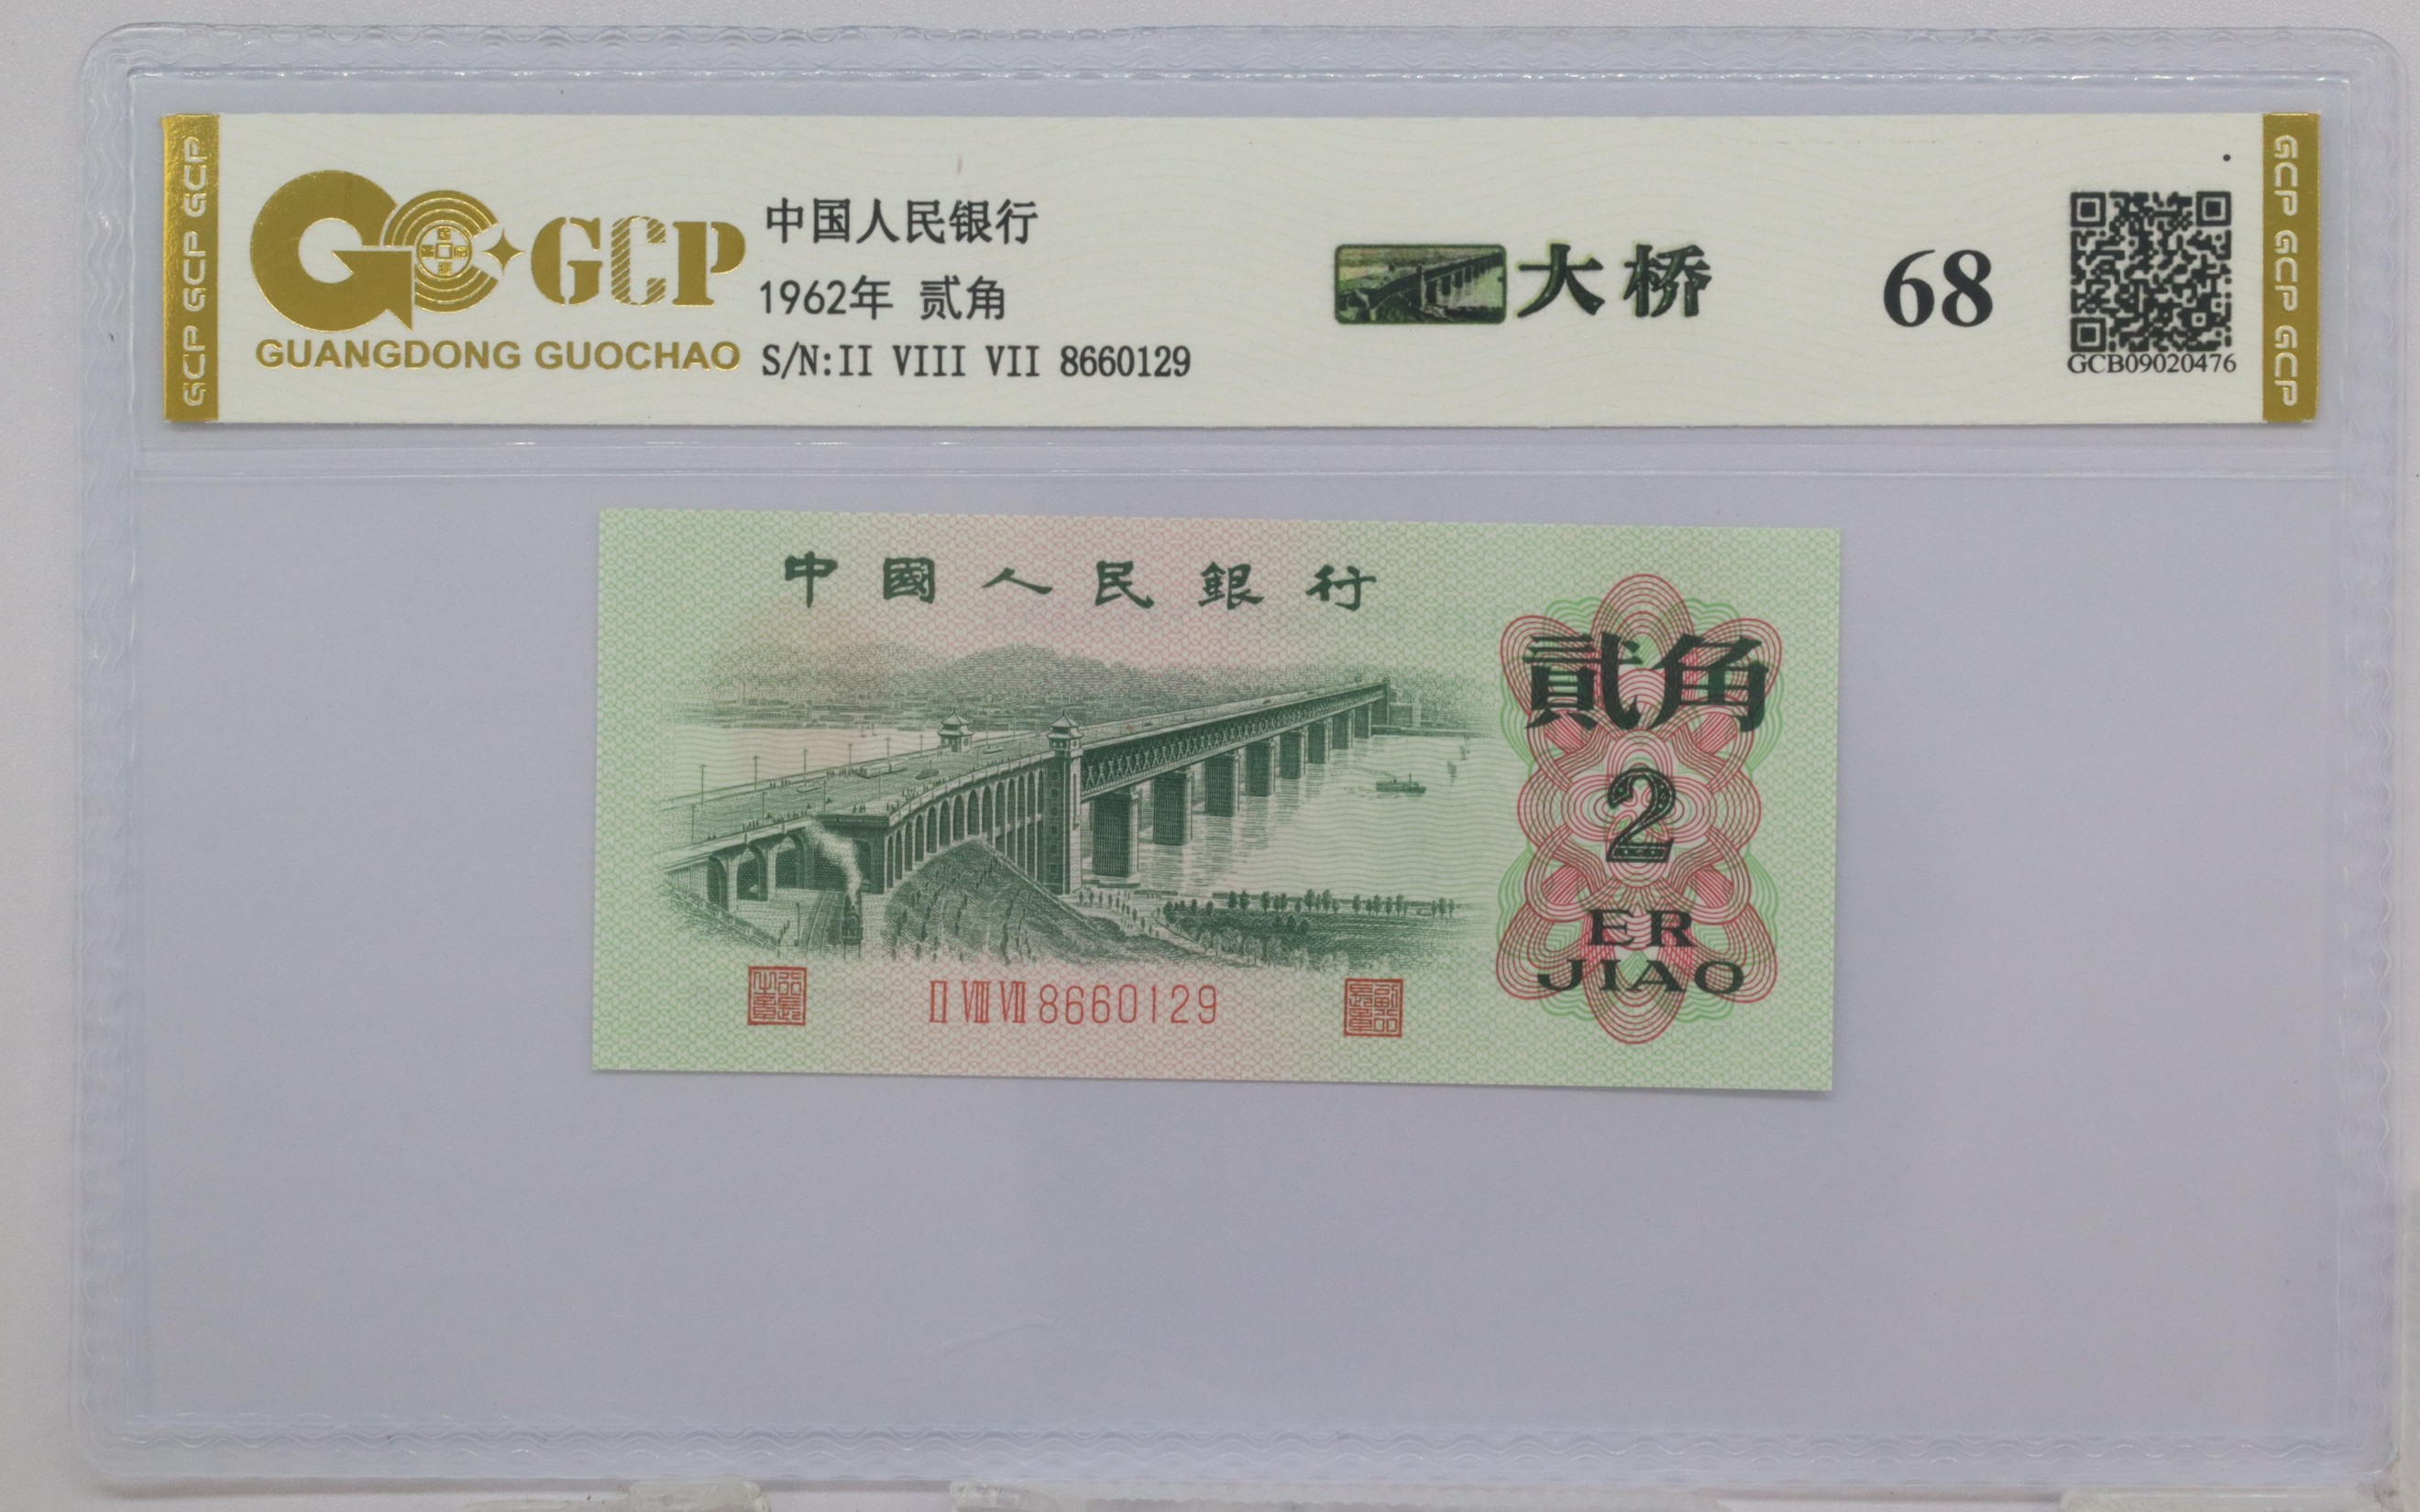 GCP GCP GCP
GCP
GUANGDONG GUOCHAO
中国人民银行
1962年 贰角
S/N:II VIII VII 8660129
大桥
68
GCB09020476
GCP GCP GCP
中國人民銀行
貳角
2
ER
JIAO
II VIII VII 8660129